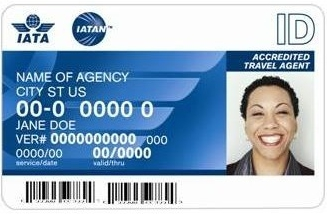 IATA
IATAN™
ID
ACCREDITED
TRAVEL AGENT
NAME OF AGENCY
CITY ST US
00-0 0000 0
JANE DOE
VER# 0000000000 /000
0000/00 00/0000
service/date valid/thru